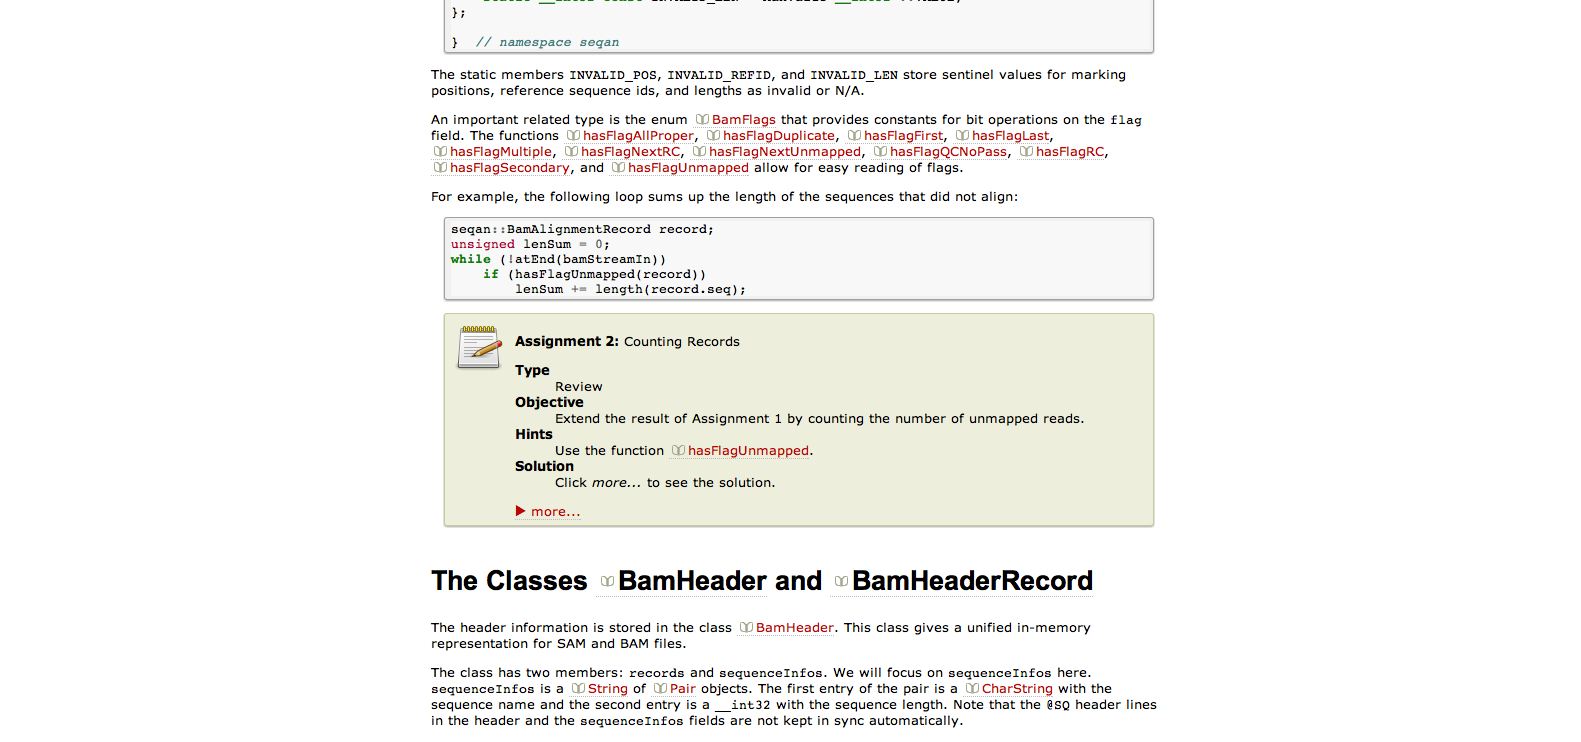 };
}  // namespace seqan
The static members INVALID_POS, INVALID_REFID, and INVALID_LEN store sentinel values for marking
positions, reference sequence ids, and lengths as invalid or N/A.
An important related type is the enum BamFlags that provides constants for bit operations on the flag
field. The functions hasFlagAllProper, hasFlagDuplicate, hasFlagFirst, hasFlagLast,
hasFlagMultiple, hasFlagNextRC, hasFlagNextUnmapped, hasFlagQCNoPass, hasFlagRC,
hasFlagSecondary, and hasFlagUnmapped allow for easy reading of flags.
For example, the following loop sums up the length of the sequences that did not align:
seqan::BamAlignmentRecord record;
unsigned lenSum = 0;
while (!atEnd(bamStreamIn))
    if (hasFlagUnmapped(record))
        lenSum += length(record.seq);
Assignment 2: Counting Records
Type
Review
Objective
Extend the result of Assignment 1 by counting the number of unmapped reads.
Hints
Use the function hasFlagUnmapped.
Solution
Click more... to see the solution.
more...
The Classes BamHeader and BamHeaderRecord
The header information is stored in the class BamHeader. This class gives a unified in-memory
representation for SAM and BAM files.
The class has two members: records and sequenceInfos. We will focus on sequenceInfos here.
sequenceInfos is a String of Pair objects. The first entry of the pair is a CharString with the
sequence name and the second entry is a __int32 with the sequence length. Note that the @SQ header lines
in the header and the sequenceInfos fields are not kept in sync automatically.